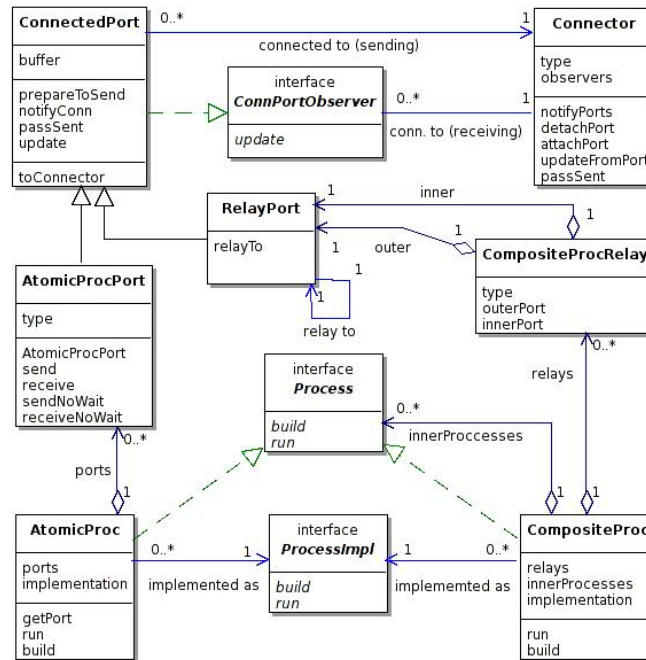 ConnectedPort
buffer
prepareToSend
notifyConn
passSent
update
toConnector
0..*
1
connected to (sending)
Connector
type
observers
notifyPorts
detachPort
attachPort
updateFromPort
passSent
interface
ConnPortObserver
update
0..*
1
conn. to (receiving)
RelayPort
relayTo
1
inner
1
1
outer
1
1
1
relay to
CompositeProcRelay
type
outerPort
innerPort
AtomicProcPort
type
AtomicProcPort
send
receive
sendNoWait
receiveNoWait
0..*
relays
interface
Process
build
run
0..*
innerProccesses
0..*
ports
1
1
1
AtomicProc
ports
implementation
getPort
run
build
0..*
1
implemented as
interface
ProcessImpl
build
run
1
0..*
implememted as
CompositeProc
relays
innerProcesses
implementation
run
build